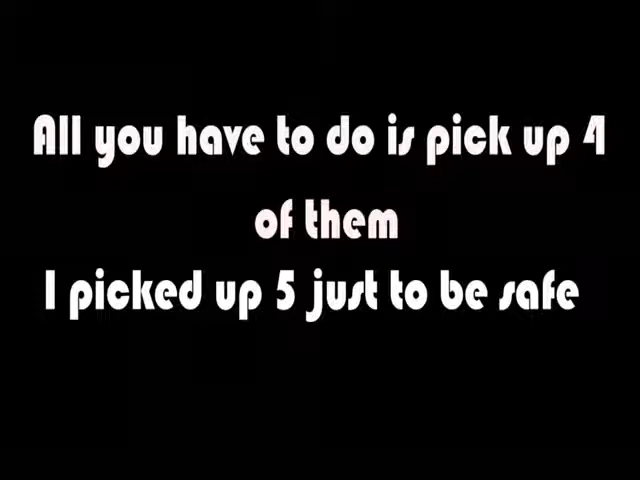 All you have to do is pick up 4
of them
I picked up 5 just to be safe